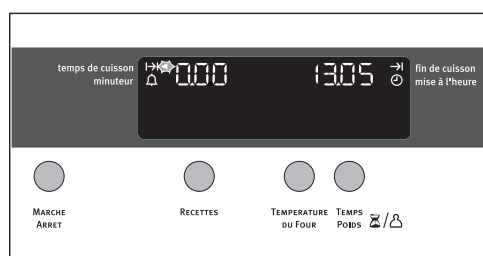 temps de cuisson
minuteur
0.00
13.05
fin de cuisson
mise à l'heure
MARCHE
ARRET
RECETTES
TEMPERATURE
DU FOUR
TEMPS
POIDS